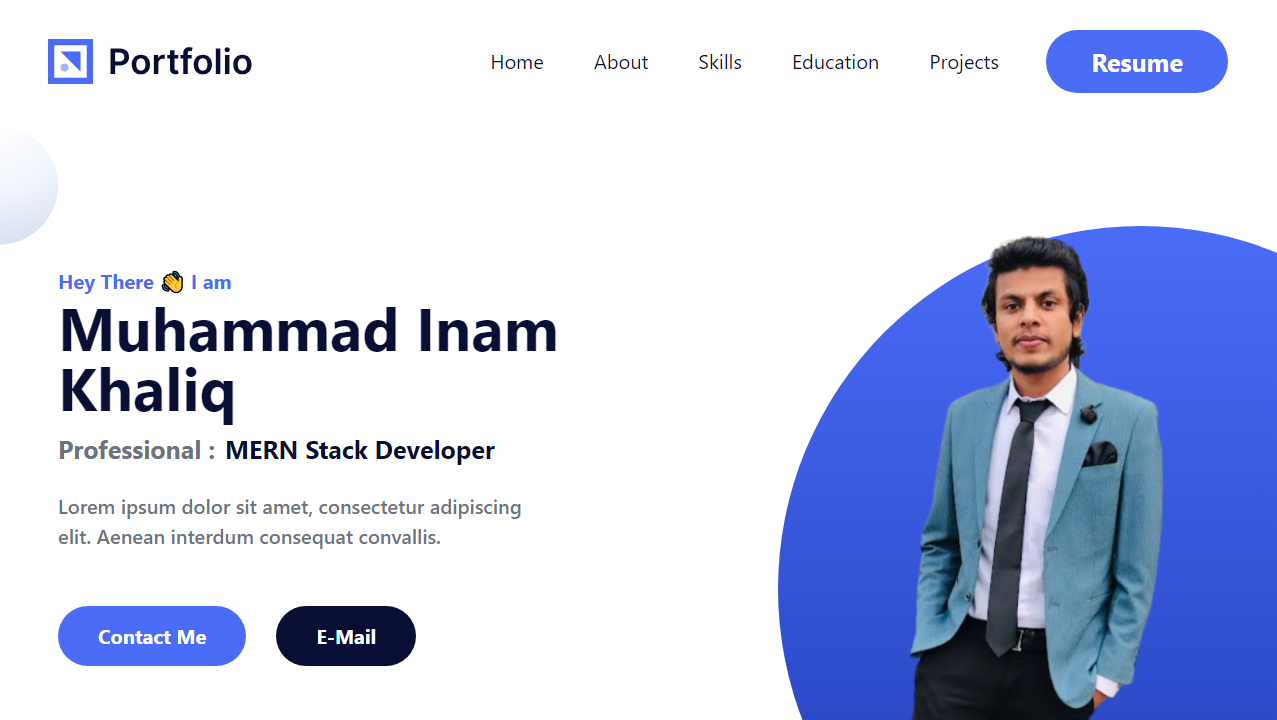 Portfolio
Home
About
Skills
Education
Projects
Resume
Hey There 👋 I am
Muhammad Inam
Khaliq
Professional : MERN Stack Developer
Lorem ipsum dolor sit amet, consectetur adipiscing
elit. Aenean interdum consequat convallis.
Contact Me
E-Mail